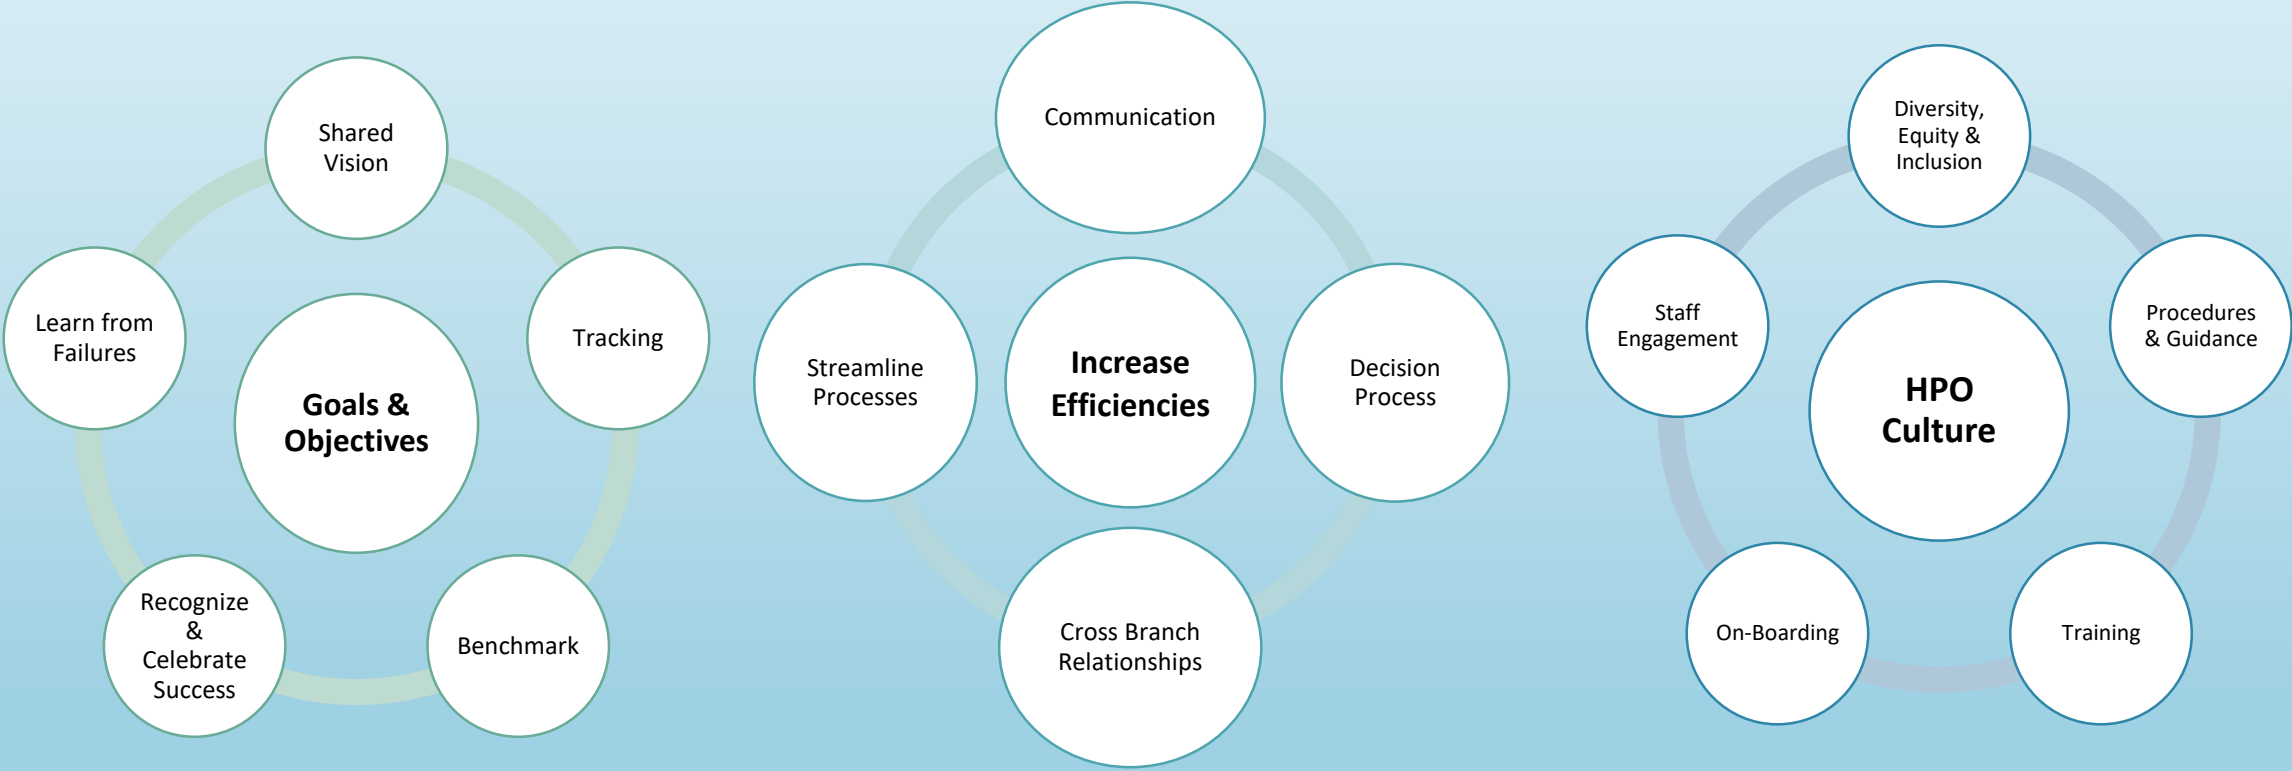 Shared
Vision
Tracking
Benchmark
Recognize
&
Celebrate
Success
Learn from
Failures
Goals &
Objectives
Communication
Decision
Process
Cross Branch
Relationships
Streamline
Processes
Increase
Efficiencies
Diversity,
Equity &
Inclusion
Procedures
& Guidance
Training
On-Boarding
Staff
Engagement
HPO
Culture